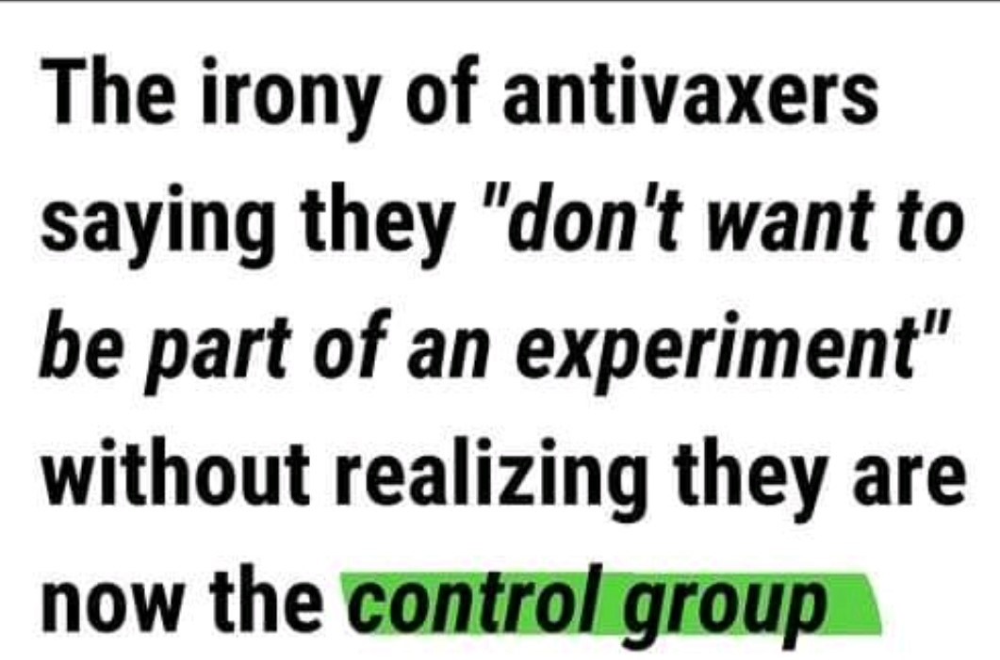 The irony of antivaxers
saying they "don't want to
be part of an experiment"
without realizing they are
now the control group